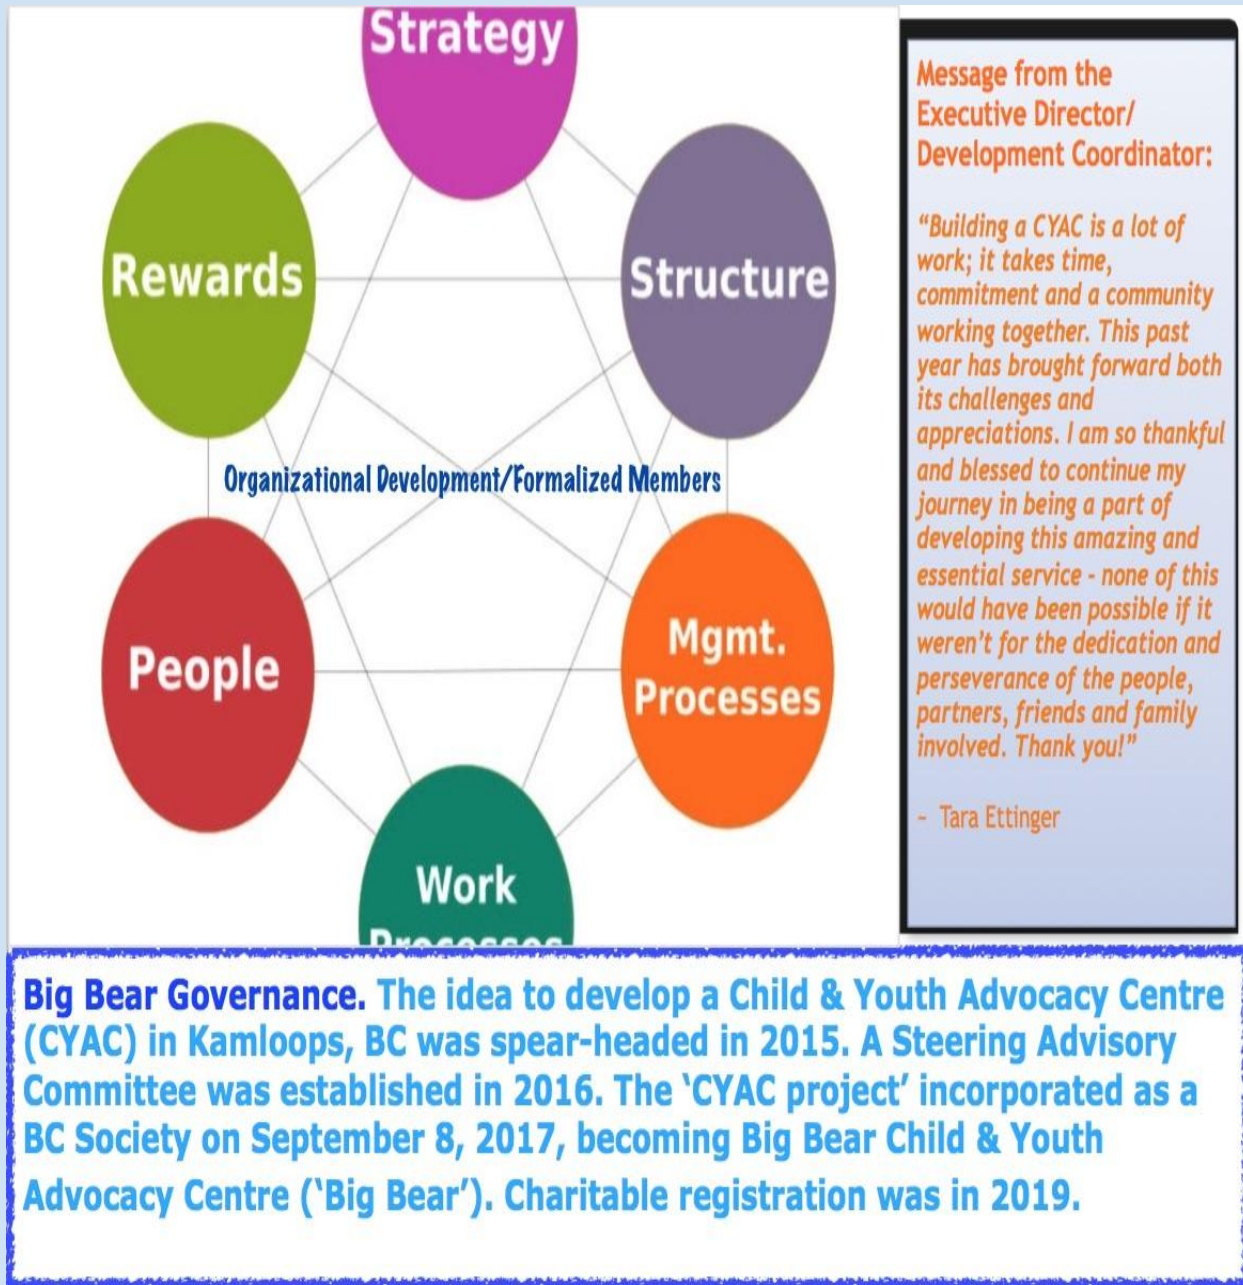 Strategy
Rewards
Structure
Organizational Development/Formalized Members
People
Mgmt.
Processes
Work
Processes
Message from the
Executive Director/
Development Coordinator:
“Building a CYAC is a lot of
work; it takes time,
commitment and a community
working together. This past
year has brought forward both
its challenges and
appreciations. I am so thankful
and blessed to continue my
journey in being a part of
developing this amazing and
essential service - none of this
would have been possible if it
weren’t for the dedication and
perseverance of the people,
partners, friends and family
involved. Thank you!”
~ Tara Ettinger
Big Bear Governance. The idea to develop a Child & Youth Advocacy Centre
(CYAC) in Kamloops, BC was spear-headed in 2015. A Steering Advisory
Committee was established in 2016. The ‘CYAC project’ incorporated as a
BC Society on September 8, 2017, becoming Big Bear Child & Youth
Advocacy Centre (‘Big Bear’). Charitable registration was in 2019.